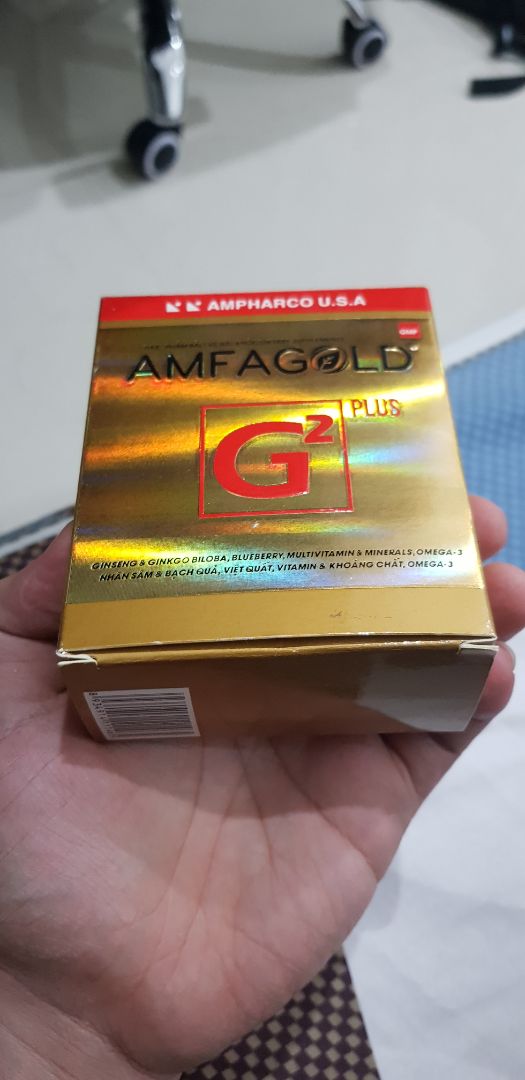 AMPHARCO U.S.A
GMP
AMFAGOLD
G² PLUS
GINSENG & GINKGO BILOBA, BLUEBERRY, MULTIVITAMIN & MINERALS, OMEGA-3
NHÂN SÂM & BẠCH QUẢ, VIỆT QUẤT, VITAMIN & KHOÁNG CHẤT, OMEGA-3